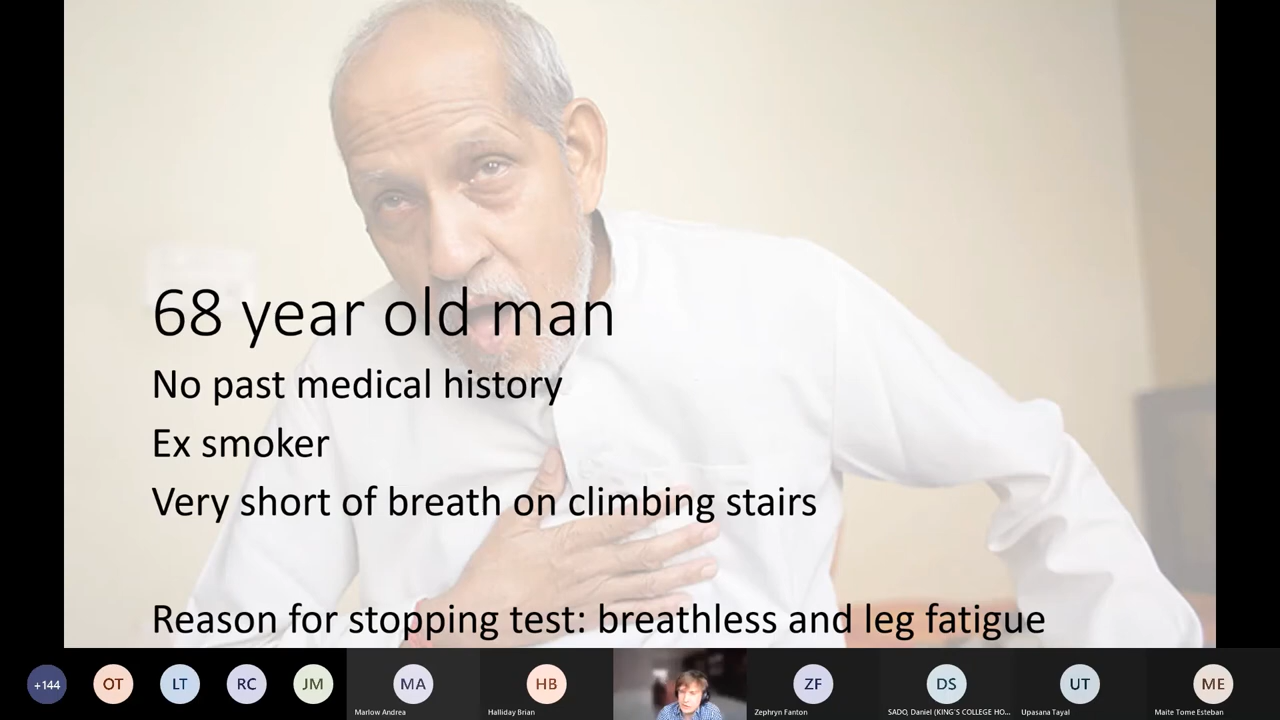 68 year old man
No past medical history
Ex smoker
Very short of breath on climbing stairs
Reason for stopping test: breathless and leg fatigue
+144
OT
LT
RC
JM
MA
HB
ZF
DS
UT
ME
Marlow Andrea
Halliday Brian
Zephryn Fanton
SADO, Daniel (KING'S COLLEGE HO...
Upasana Tayal
Maite Tome Esteban